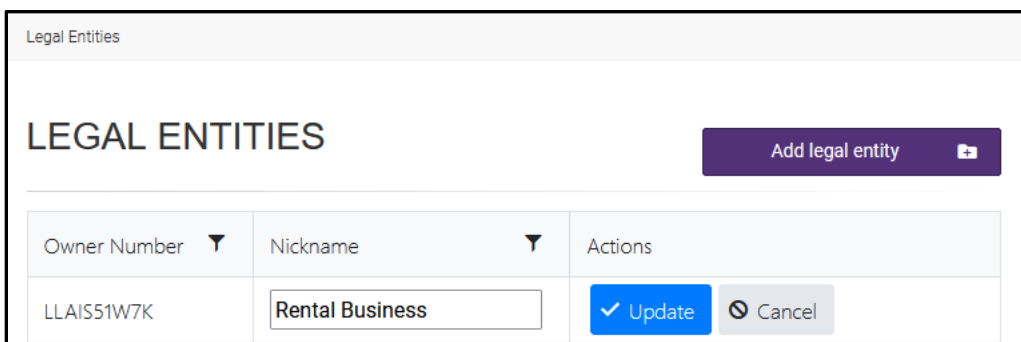 Legal Entities
LEGAL ENTITIES
Add legal entity
Owner Number Nickname Actions
LLAIS51W7K Rental Business Update Cancel